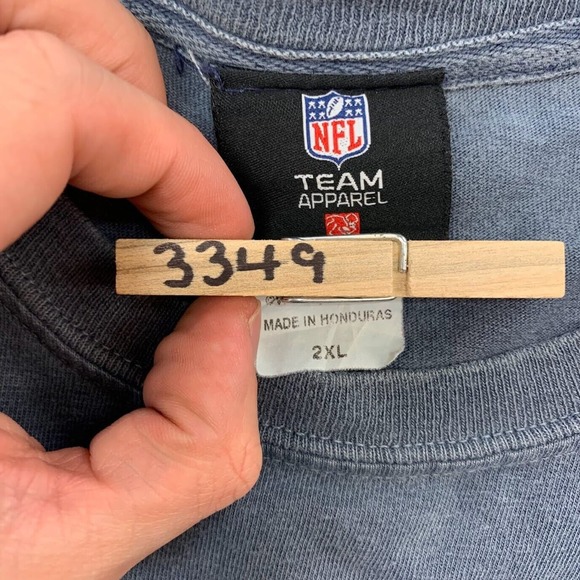 NFL
TEAM
APPAREL
3349
MADE IN HONDURAS
2XL